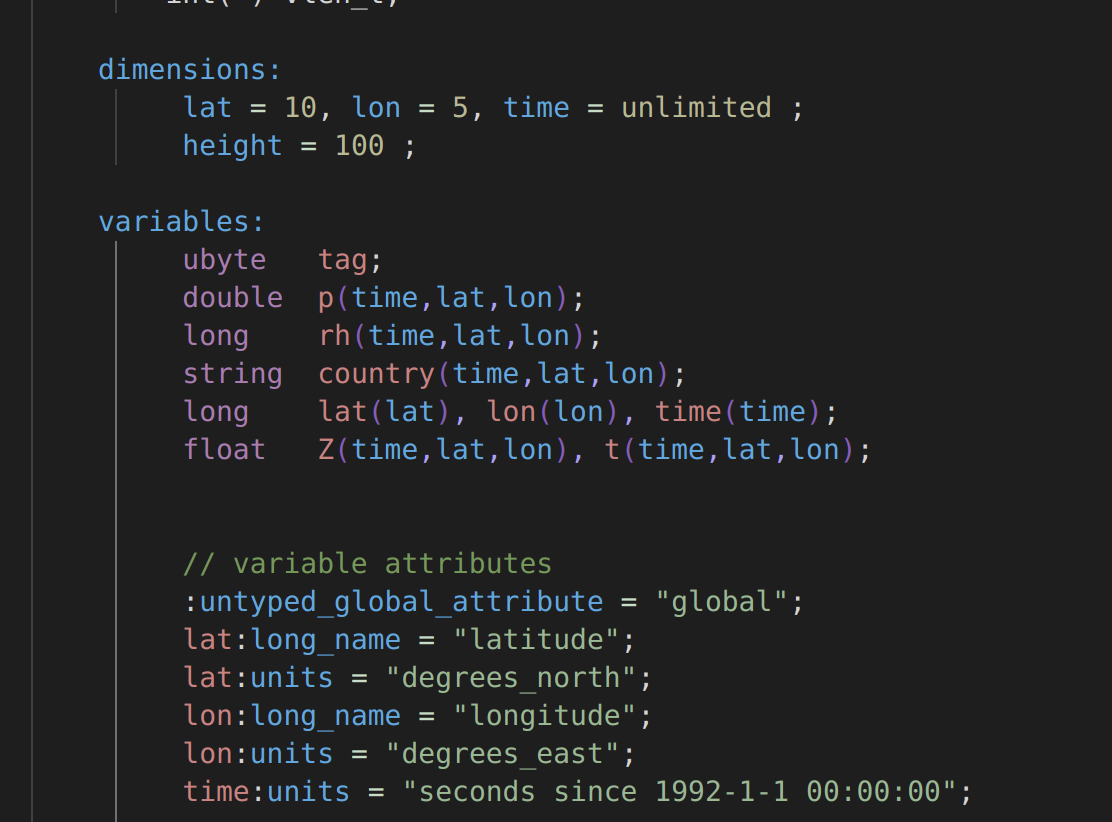 dimensions:
lat = 10, lon = 5, time = unlimited ;
height = 100 ;
variables:
ubyte   tag;
double  p(time,lat,lon);
long    rh(time,lat,lon);
string  country(time,lat,lon);
long    lat(lat), lon(lon), time(time);
float   Z(time,lat,lon), t(time,lat,lon);
// variable attributes
:untyped_global_attribute = "global";
lat:long_name = "latitude";
lat:units = "degrees_north";
lon:long_name = "longitude";
lon:units = "degrees_east";
time:units = "seconds since 1992-1-1 00:00:00";